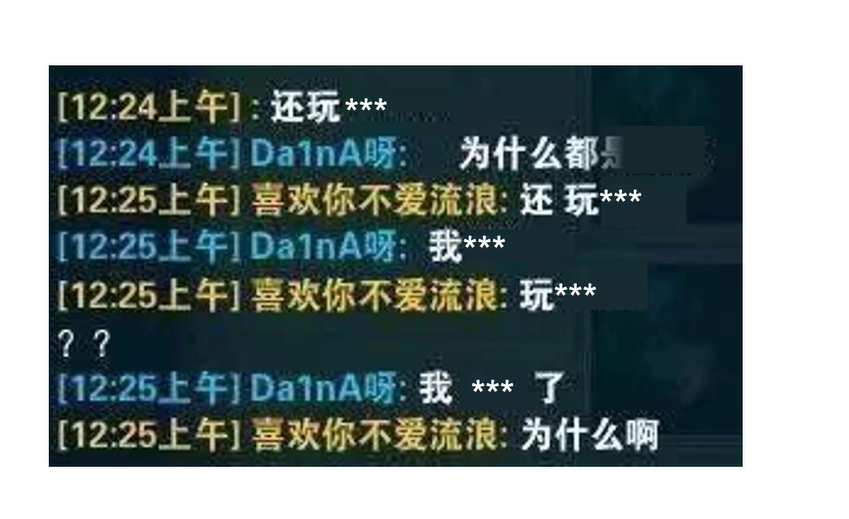 [12:24上午] : 还玩***
[12:24上午] Da1nA呀: 为什么都是
[12:25上午] 喜欢你不爱流浪: 还 玩***
[12:25上午] Da1nA呀: 我***
[12:25上午] 喜欢你不爱流浪: 玩***
？？
[12:25上午] Da1nA呀: 我 *** 了
[12:25上午] 喜欢你不爱流浪: 为什么啊